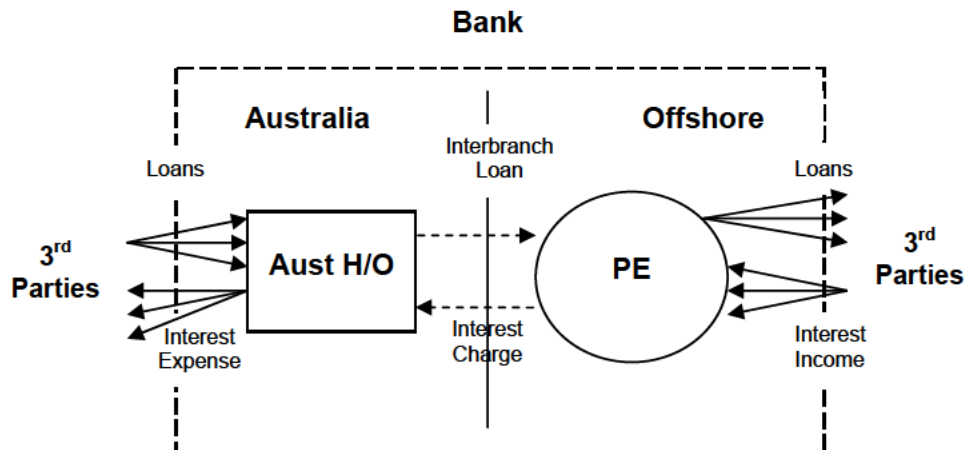 Bank
Australia
Offshore
Loans
Interbranch
Loan
Loans
3rd
Parties
Aust H/O
PE
3rd
Parties
Interest
Expense
Interest
Charge
Interest
Income